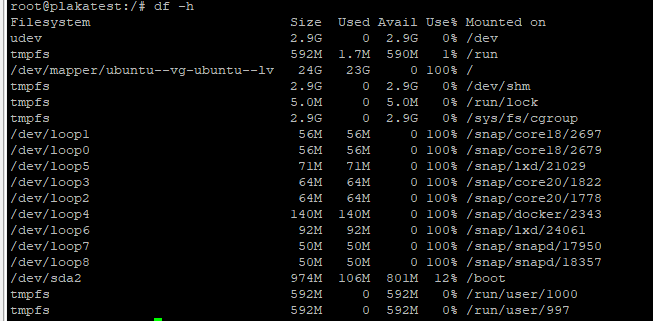 root@plakatest:/# df -h
Filesystem Size Used Avail Use% Mounted on
udev 2.9G 0 2.9G 0% /dev
tmpfs 592M 1.7M 590M 1% /run
/dev/mapper/ubuntu--vg-ubuntu--lv 24G 23G 0 100% /
tmpfs 2.9G 0 2.9G 0% /dev/shm
tmpfs 5.0M 0 5.0M 0% /run/lock
tmpfs 2.9G 0 2.9G 0% /sys/fs/cgroup
/dev/loop1 56M 56M 0 100% /snap/core18/2697
/dev/loop0 56M 56M 0 100% /snap/core18/2679
/dev/loop5 71M 71M 0 100% /snap/lxd/21029
/dev/loop3 64M 64M 0 100% /snap/core20/1822
/dev/loop2 64M 64M 0 100% /snap/core20/1778
/dev/loop4 140M 140M 0 100% /snap/docker/2343
/dev/loop6 92M 92M 0 100% /snap/lxd/24061
/dev/loop7 50M 50M 0 100% /snap/snapd/17950
/dev/loop8 50M 50M 0 100% /snap/snapd/18357
/dev/sda2 974M 106M 801M 12% /boot
tmpfs 592M 0 592M 0% /run/user/1000
tmpfs 592M 0 592M 0% /run/user/997